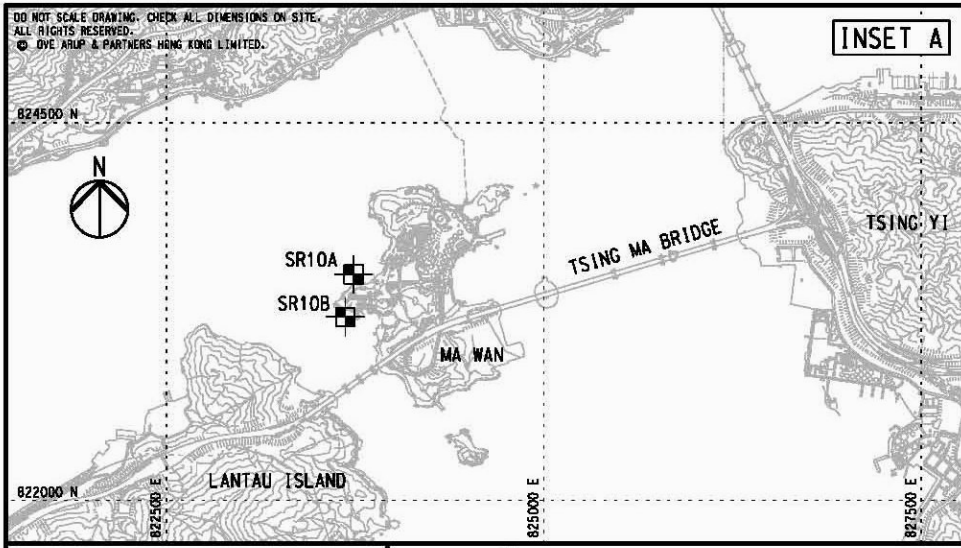 DO NOT SCALE DRAWING. CHECK ALL DIMENSIONS ON SITE.
ALL RIGHTS RESERVED.
© OVE ARUP & PARTNERS HONG KONG LIMITED.
INSET A
824500 N
N
TSING YI
TSING MA BRIDGE
SR10A
SR10B
MA WAN
LANTAU ISLAND
822000 N
822500 E
825000 E
827500 E